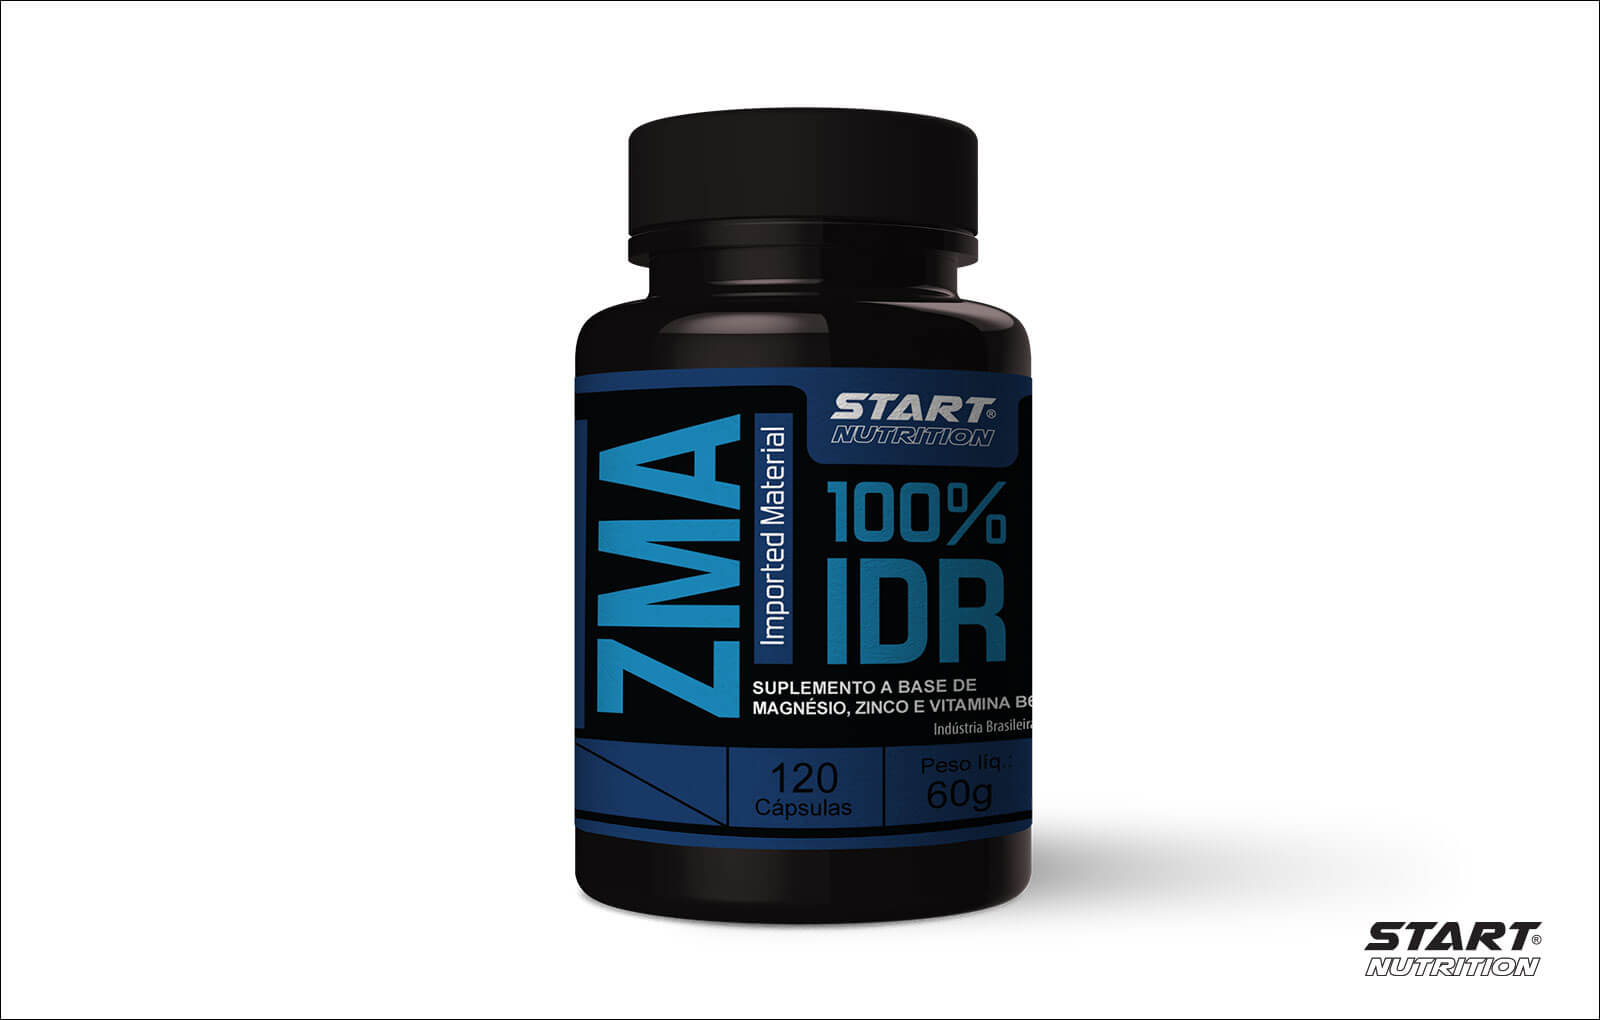 START®
NUTRITION
ZMA
Imported Material
100%
IDR
SUPLEMENTO A BASE DE
MAGNÉSIO, ZINCO E VITAMINA B6
Indústria Brasileira
120
Cápsulas
Peso líq.:
60g
START®
NUTRITION